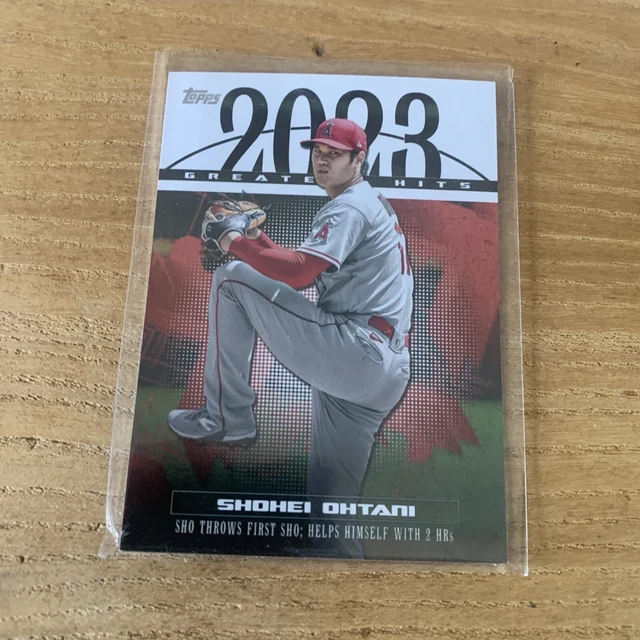 Topps
2023
GREATEST HITS
SHOHEI OHTANI
SHO THROWS FIRST SHO; HELPS HIMSELF WITH 2 HRs